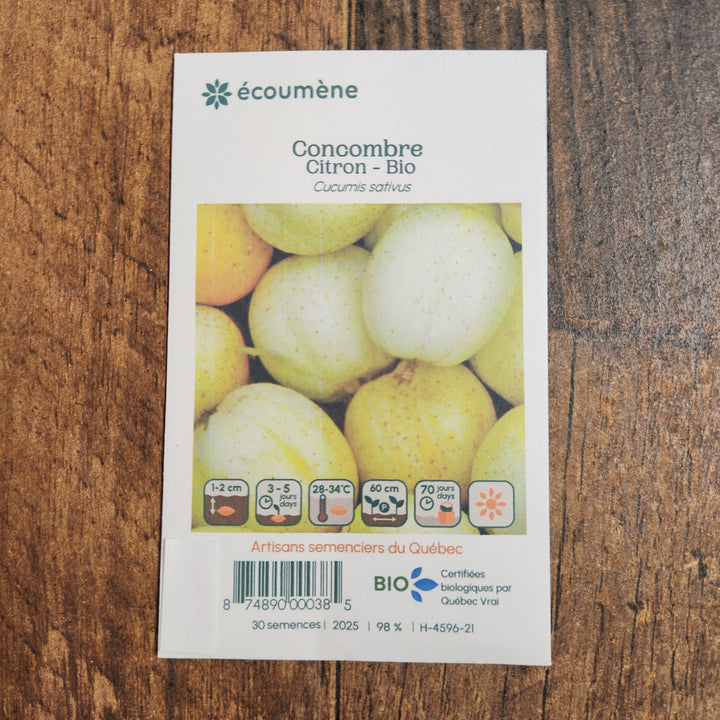 écoumène
Concombre
Citron - Bio
Cucumis sativus
1-2 cm
3 - 5
jours
days
28-34°C
60 cm
P
70 jours
days
Artisans semenciers du Québec
BIO
Certifiées
biologiques par
Québec Vrai
8 74890 00038 5
30 semences | 2025 | 98 % | H-4596-21